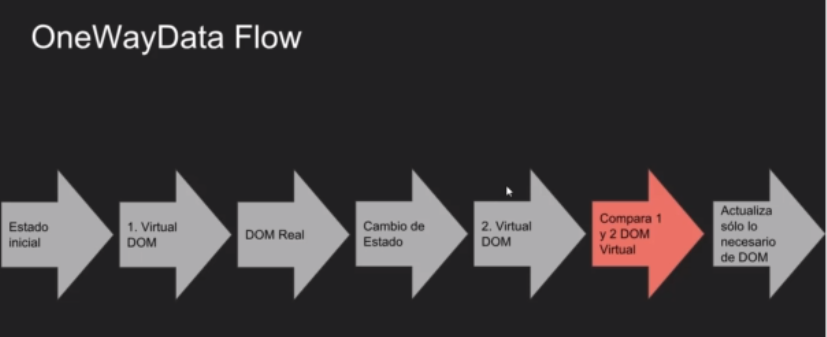 OneWayData Flow
Estado
inicial
1. Virtual
DOM
DOM Real
Cambio de
Estado
2. Virtual
DOM
Compara 1
y 2 DOM
Virtual
Actualiza
sólo lo
necesario
de DOM